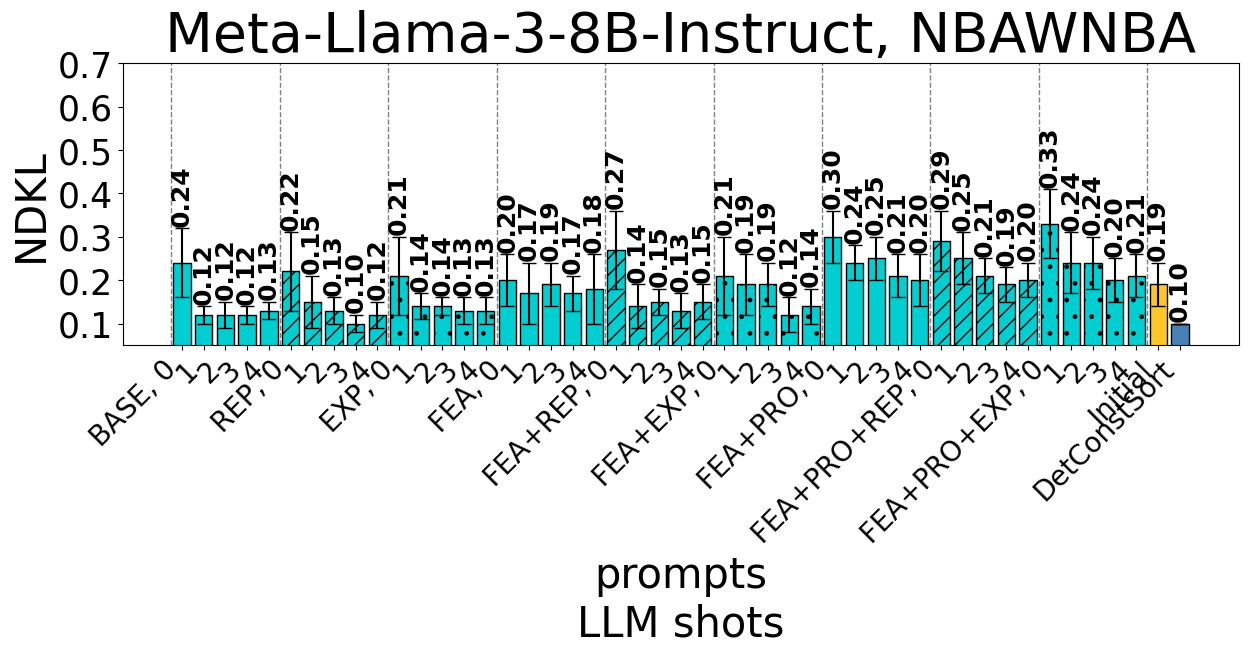 Meta-Llama-3-8B-Instruct, NBAWNBA
NDKL
0.7
0.6
0.5
0.4
0.3
0.2
0.1
0.24 0.12 0.12 0.12 0.13 0.22 0.15 0.13 0.10 0.12 0.21 0.14 0.14 0.13 0.13 0.20 0.17 0.19 0.17 0.18 0.27 0.14 0.15 0.13 0.15 0.21 0.19 0.19 0.12 0.14 0.30 0.24 0.25 0.21 0.20 0.29 0.25 0.21 0.19 0.20 0.33 0.24 0.24 0.20 0.21 0.19 0.10
BASE, 0 1 2 3 4 REP, 0 1 2 3 4 EXP, 0 1 2 3 4 FEA, 0 1 2 3 4 FEA+REP, 0 1 2 3 4 FEA+EXP, 0 1 2 3 4 FEA+PRO, 0 1 2 3 4 FEA+PRO+REP, 0 1 2 3 4 FEA+PRO+EXP, 0 1 2 3 4 Initial DetConstSort
prompts
LLM shots